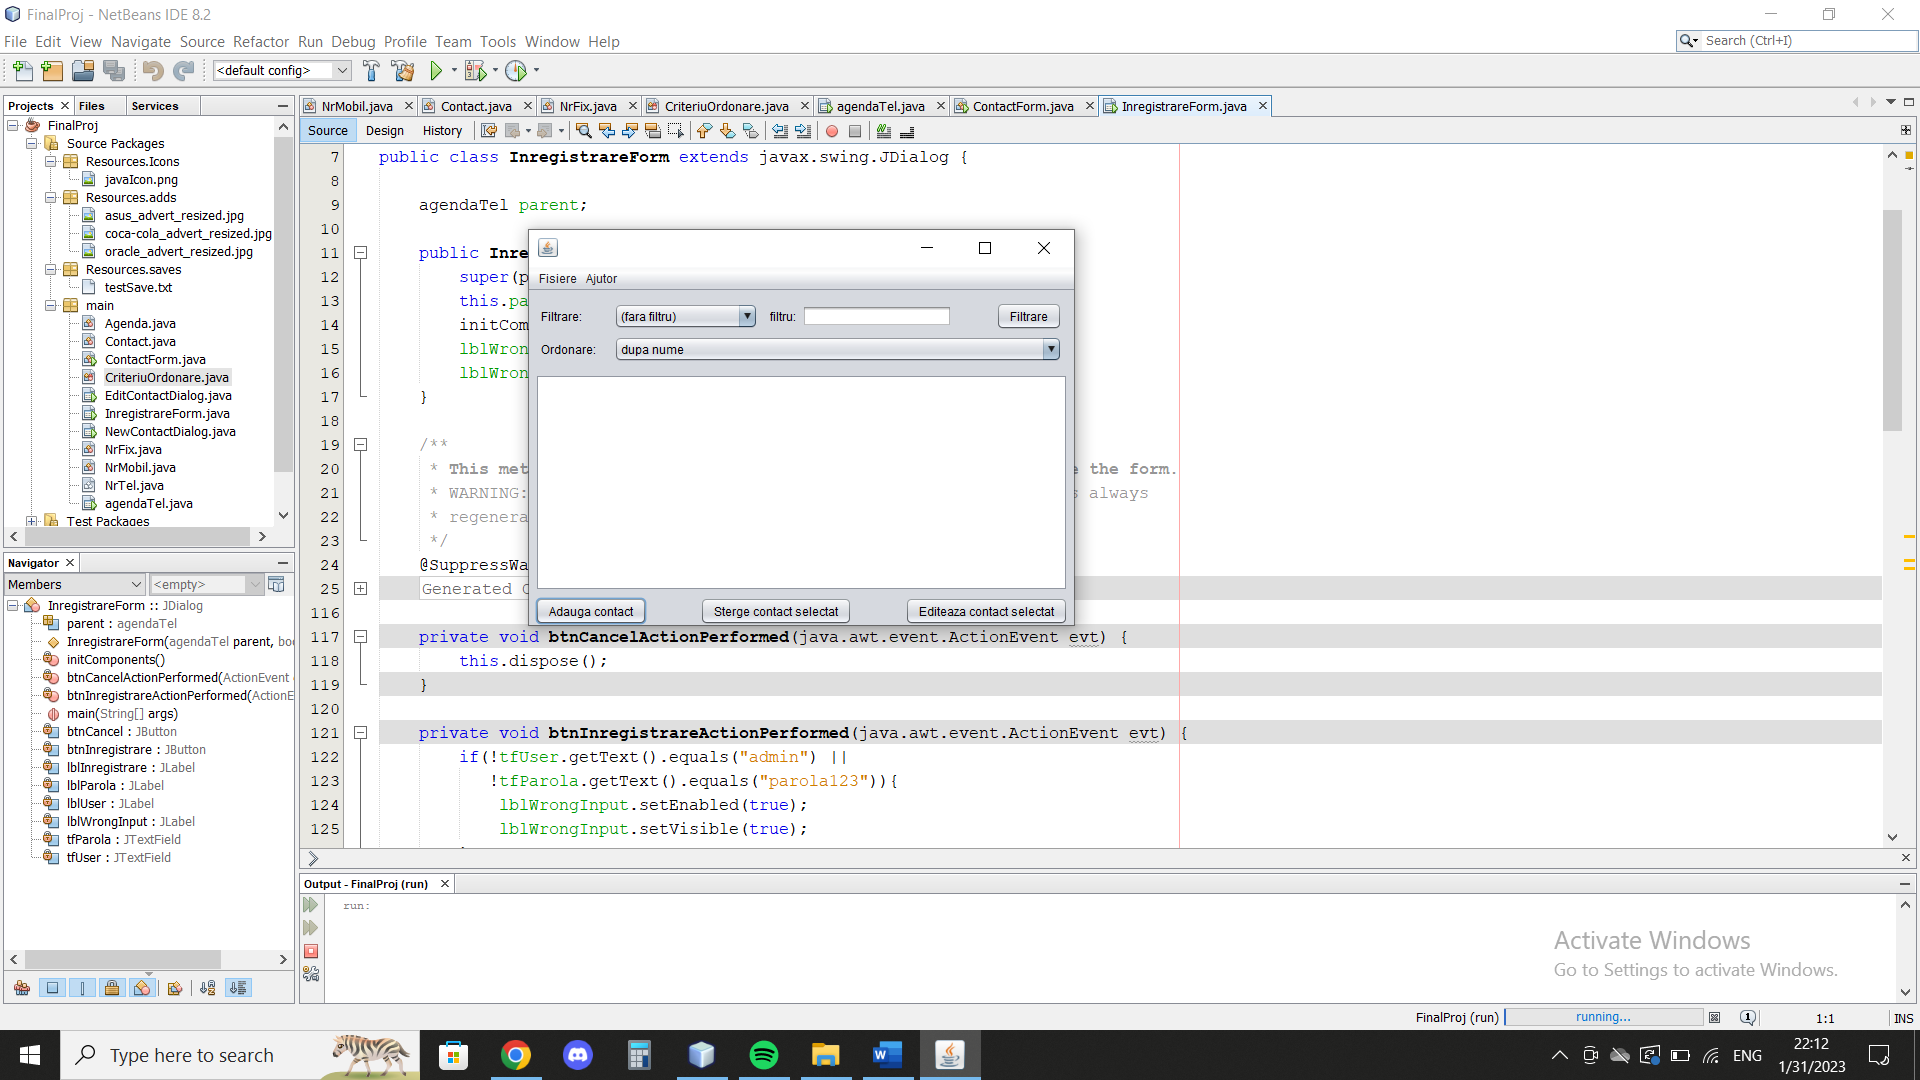 FinalProj - NetBeans IDE 8.2
File Edit View Navigate Source Refactor Run Debug Profile Team Tools Window Help
Search (Ctrl+I)
<default config>
Projects Files Services
FinalProj
Source Packages
Resources.Icons
javaIcon.png
Resources.adds
asus_advert_resized.jpg
coca-cola_advert_resized.jpg
oracle_advert_resized.jpg
Resources.saves
testSave.txt
main
Agenda.java
Contact.java
ContactForm.java
CriteriuOrdonare.java
EditContactDialog.java
InregistrareForm.java
NewContactDialog.java
NrFix.java
NrMobil.java
NrTel.java
agendaTel.java
Test Packages
Navigator
Members <empty>
InregistrareForm :: JDialog
parent : agendaTel
InregistrareForm(agendaTel parent, boo
initComponents()
btnCancelActionPerformed(ActionEvent
btnInregistrareActionPerformed(ActionE
main(String[] args)
btnCancel : JButton
btnInregistrare : JButton
lblInregistrare : JLabel
lblParola : JLabel
lblUser : JLabel
lblWrongInput : JLabel
tfParola : JTextField
tfUser : JTextField
NrMobil.java Contact.java NrFix.java CriteriuOrdonare.java agendaTel.java ContactForm.java InregistrareForm.java
Source Design History
7 public class InregistrareForm extends javax.swing.JDialog {
8
9 agendaTel parent;
10
11 public Inre
12 super(p
13 this.pa
14 initCom
15 lblWron
16 lblWron
17 }
18
19 /**
20 * This met e the form.
21 * WARNING: s always
22 * regenera
23 */
24 @SuppressWa
25 Generated C
116
117 private void btnCancelActionPerformed(java.awt.event.ActionEvent evt) {
118 this.dispose();
119 }
120
121 private void btnInregistrareActionPerformed(java.awt.event.ActionEvent evt) {
122 if(!tfUser.getText().equals("admin") ||
123 !tfParola.getText().equals("parola123")){
124 lblWrongInput.setEnabled(true);
125 lblWrongInput.setVisible(true);
Fisiere Ajutor
Filtrare: (fara filtru) filtru: Filtrare
Ordonare: dupa nume
Adauga contact Sterge contact selectat Editeaza contact selectat
Output - FinalProj (run)
run:
Activate Windows
Go to Settings to activate Windows.
FinalProj (run) running... 1 1:1 INS
Type here to search
ENG
22:12
1/31/2023